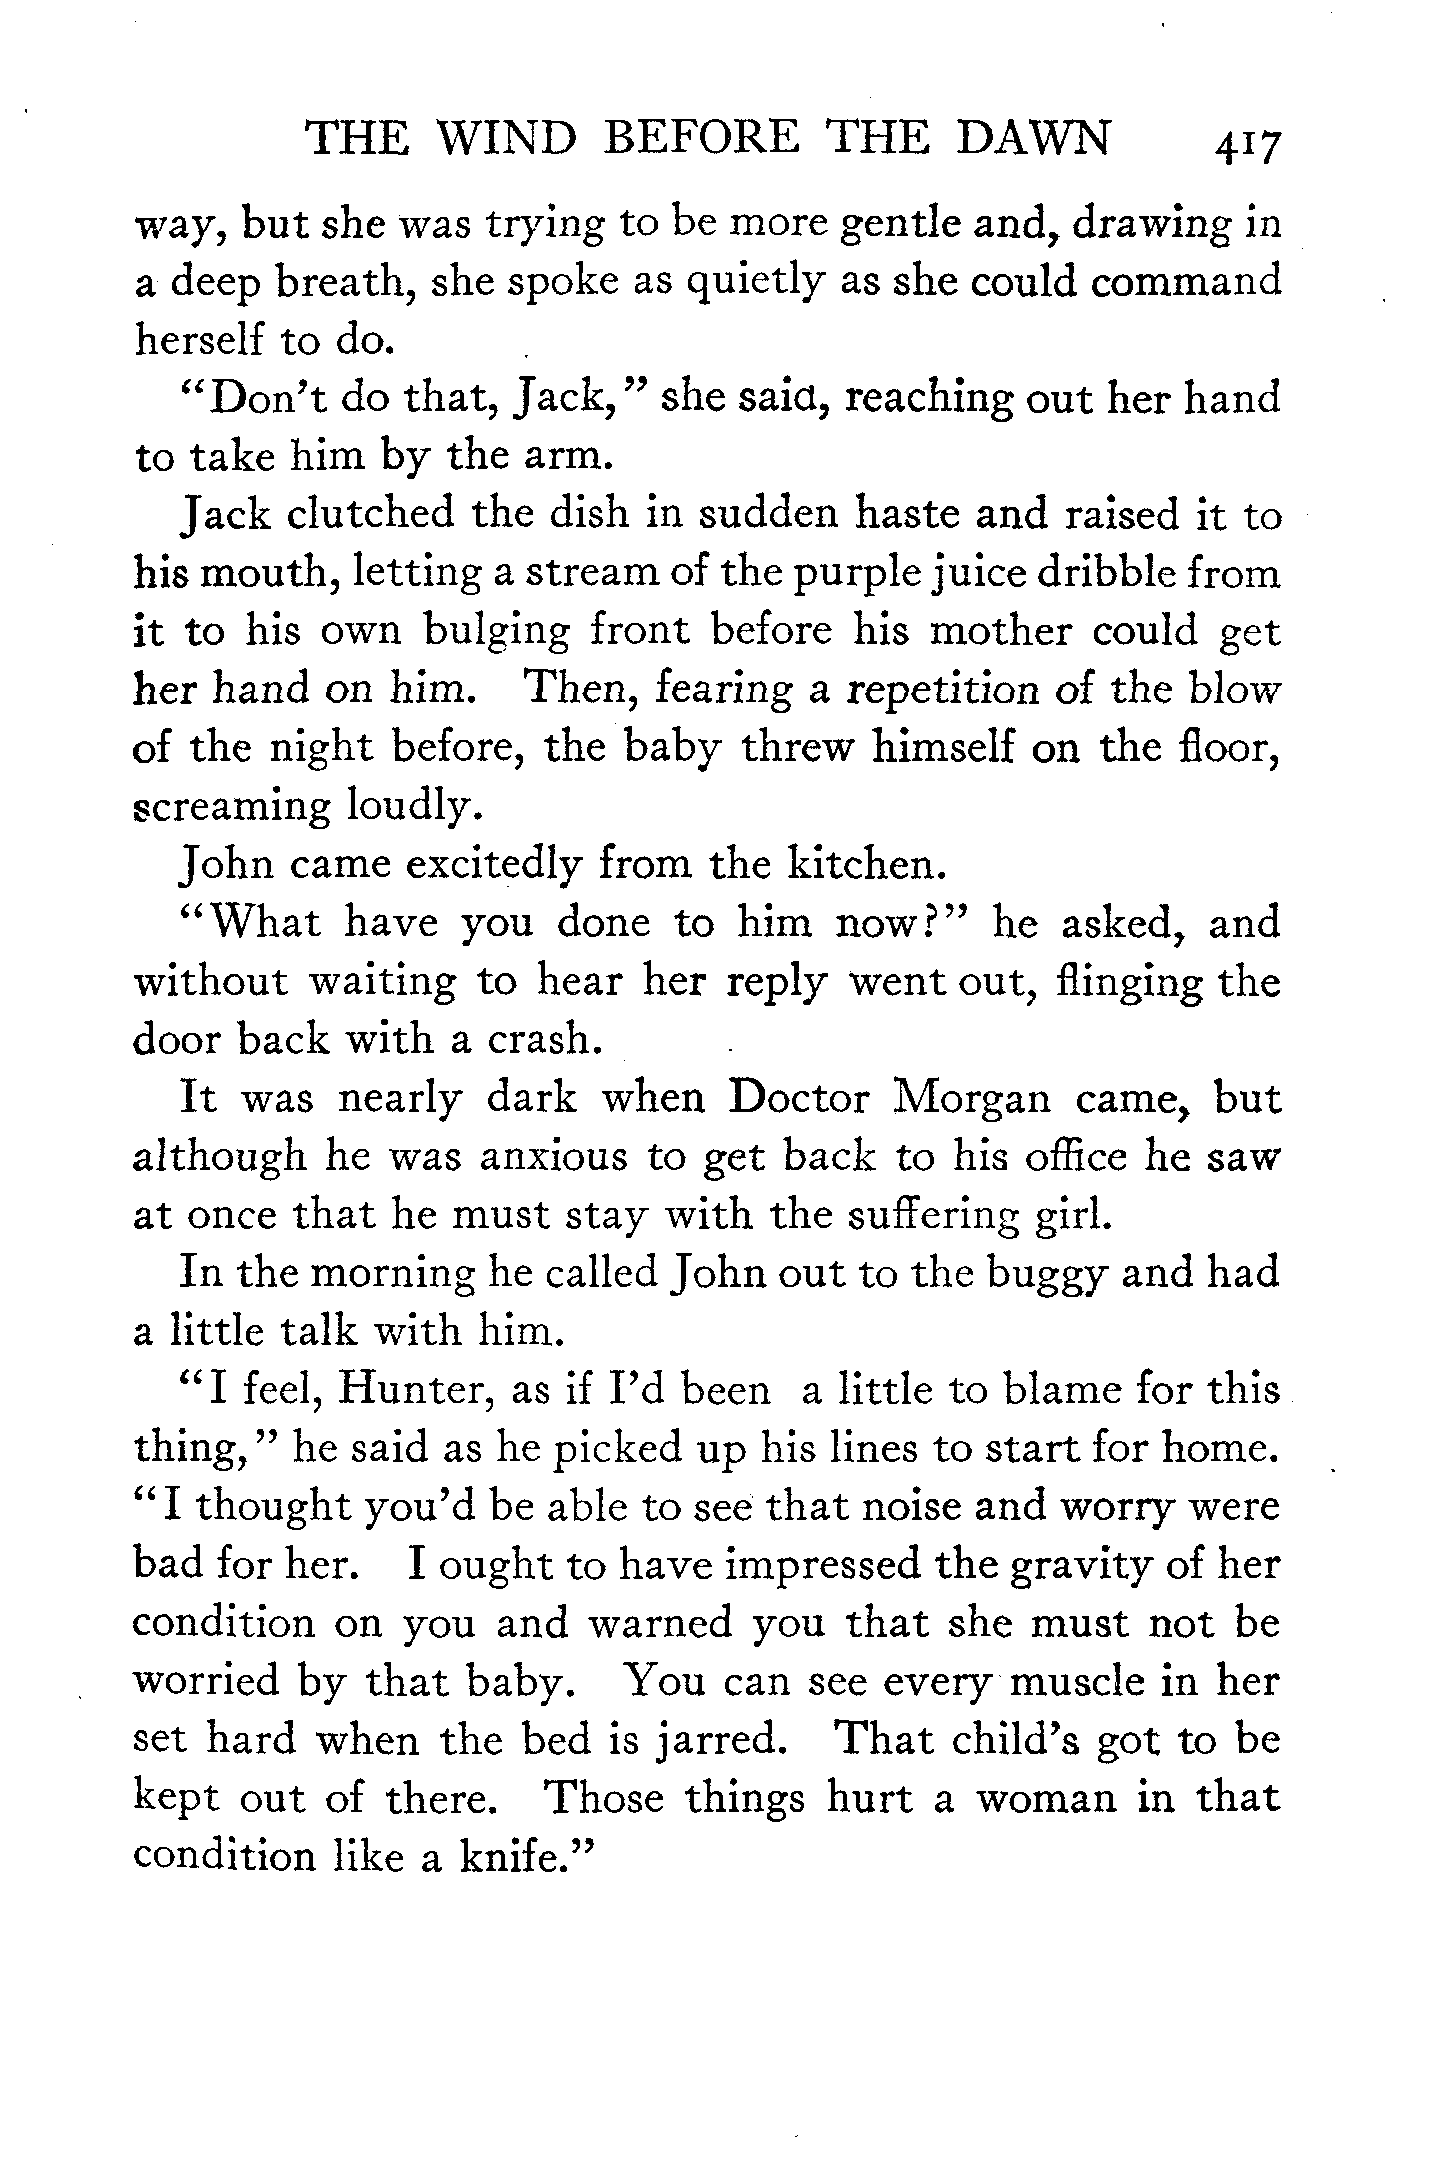 THE WIND BEFORE THE DAWN 417
way, but she was trying to be more gentle and, drawing in
a deep breath, she spoke as quietly as she could command
herself to do.
“Don’t do that, Jack,” she said, reaching out her hand
to take him by the arm.
Jack clutched the dish in sudden haste and raised it to
his mouth, letting a stream of the purple juice dribble from
it to his own bulging front before his mother could get
her hand on him. Then, fearing a repetition of the blow
of the night before, the baby threw himself on the floor,
screaming loudly.
John came excitedly from the kitchen.
“What have you done to him now?” he asked, and
without waiting to hear her reply went out, flinging the
door back with a crash.
It was nearly dark when Doctor Morgan came, but
although he was anxious to get back to his office he saw
at once that he must stay with the suffering girl.
In the morning he called John out to the buggy and had
a little talk with him.
“I feel, Hunter, as if I’d been a little to blame for this
thing,” he said as he picked up his lines to start for home.
“I thought you’d be able to see that noise and worry were
bad for her. I ought to have impressed the gravity of her
condition on you and warned you that she must not be
worried by that baby. You can see every muscle in her
set hard when the bed is jarred. That child’s got to be
kept out of there. Those things hurt a woman in that
condition like a knife.”